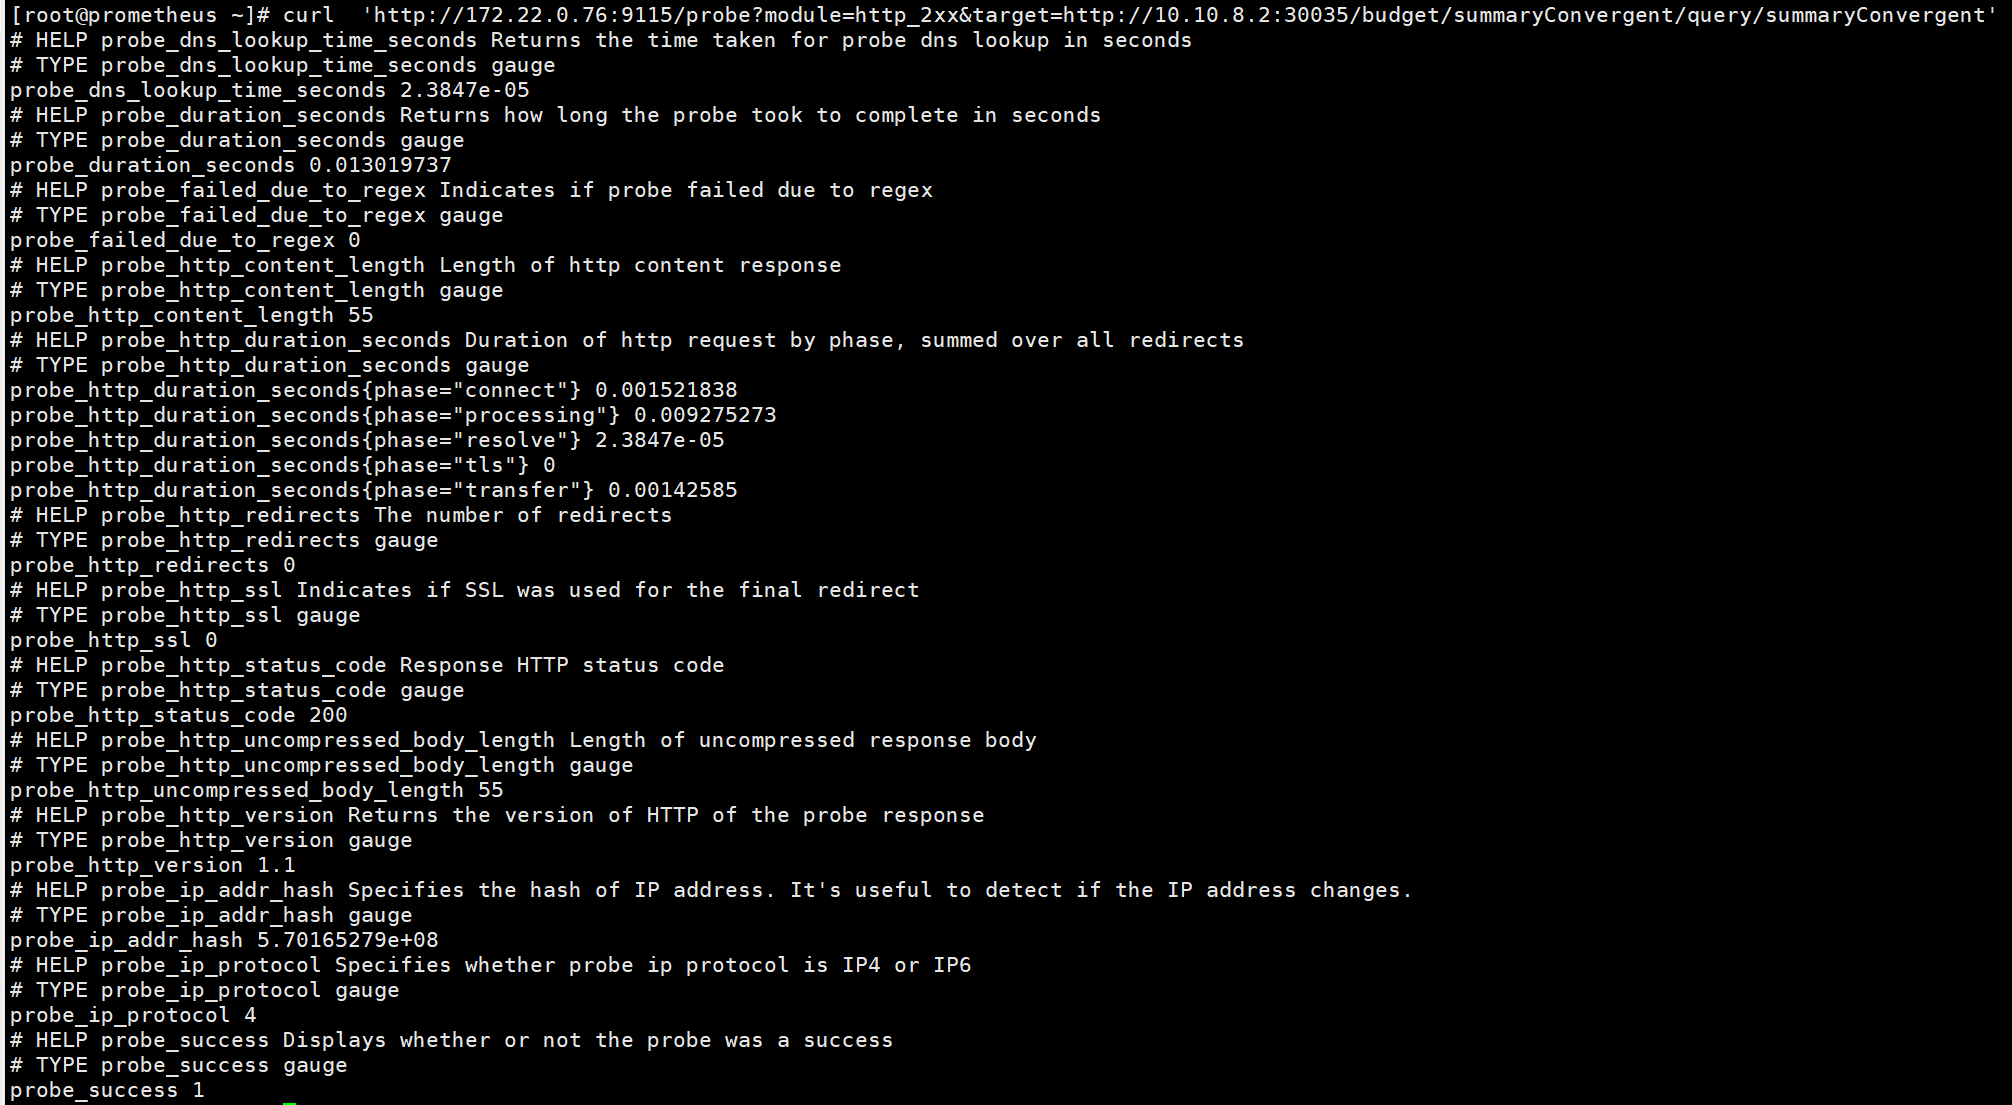 [root@prometheus ~]# curl  'http://172.22.0.76:9115/probe?module=http_2xx&target=http://10.10.8.2:30035/budget/summaryConvergent/query/summaryConvergent'
# HELP probe_dns_lookup_time_seconds Returns the time taken for probe dns lookup in seconds
# TYPE probe_dns_lookup_time_seconds gauge
probe_dns_lookup_time_seconds 2.3847e-05
# HELP probe_duration_seconds Returns how long the probe took to complete in seconds
# TYPE probe_duration_seconds gauge
probe_duration_seconds 0.013019737
# HELP probe_failed_due_to_regex Indicates if probe failed due to regex
# TYPE probe_failed_due_to_regex gauge
probe_failed_due_to_regex 0
# HELP probe_http_content_length Length of http content response
# TYPE probe_http_content_length gauge
probe_http_content_length 55
# HELP probe_http_duration_seconds Duration of http request by phase, summed over all redirects
# TYPE probe_http_duration_seconds gauge
probe_http_duration_seconds{phase="connect"} 0.001521838
probe_http_duration_seconds{phase="processing"} 0.009275273
probe_http_duration_seconds{phase="resolve"} 2.3847e-05
probe_http_duration_seconds{phase="tls"} 0
probe_http_duration_seconds{phase="transfer"} 0.00142585
# HELP probe_http_redirects The number of redirects
# TYPE probe_http_redirects gauge
probe_http_redirects 0
# HELP probe_http_ssl Indicates if SSL was used for the final redirect
# TYPE probe_http_ssl gauge
probe_http_ssl 0
# HELP probe_http_status_code Response HTTP status code
# TYPE probe_http_status_code gauge
probe_http_status_code 200
# HELP probe_http_uncompressed_body_length Length of uncompressed response body
# TYPE probe_http_uncompressed_body_length gauge
probe_http_uncompressed_body_length 55
# HELP probe_http_version Returns the version of HTTP of the probe response
# TYPE probe_http_version gauge
probe_http_version 1.1
# HELP probe_ip_addr_hash Specifies the hash of IP address. It's useful to detect if the IP address changes.
# TYPE probe_ip_addr_hash gauge
probe_ip_addr_hash 5.70165279e+08
# HELP probe_ip_protocol Specifies whether probe ip protocol is IP4 or IP6
# TYPE probe_ip_protocol gauge
probe_ip_protocol 4
# HELP probe_success Displays whether or not the probe was a success
# TYPE probe_success gauge
probe_success 1